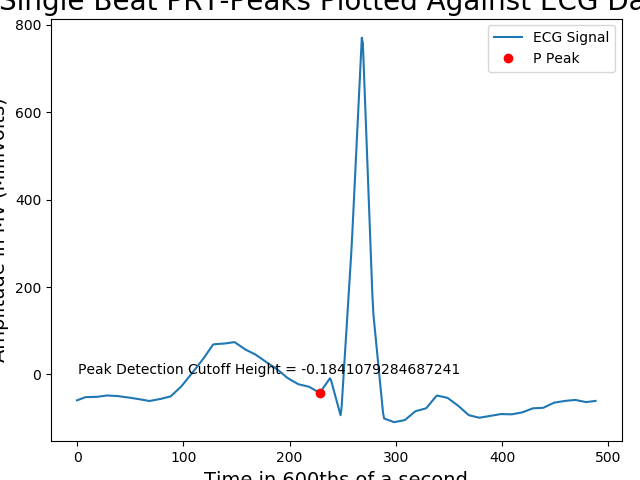 Single Beat PRT-Peaks Plotted Against ECG Da
800
600
400
200
0
Amplitude in MV (MilliVolts)
ECG Signal
P Peak
Peak Detection Cutoff Height = -0.1841079284687241
0
100
200
300
400
500
Time in 600ths of a second